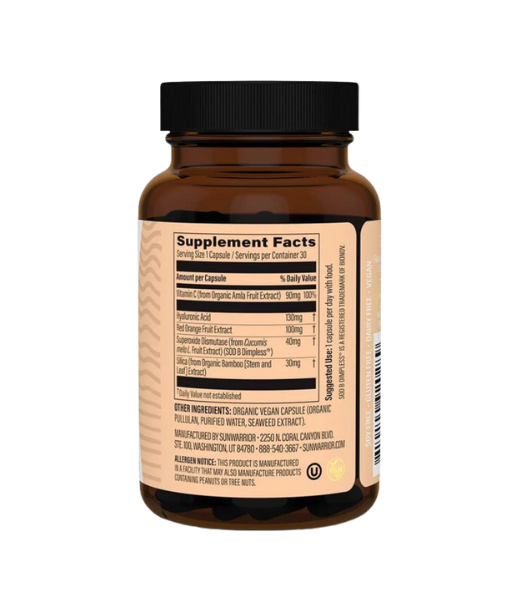 Supplement Facts
Serving Size 1 Capsule / Servings per Container 30
Amount per Capsule % Daily Value
Vitamin C (from Organic Amla Fruit Extract) 90mg 100%
Hyaluronic Acid 130mg †
Red Orange Fruit Extract 100mg †
Superoxide Dismutase (from Cucumis 40mg †
melo L. Fruit Extract) (SOD B Dimpless®)
Silica (from Organic Bamboo [Stem and 30mg †
Leaf] Extract)
† Daily Value not established
OTHER INGREDIENTS: ORGANIC VEGAN CAPSULE (ORGANIC
PULLULAN, PURIFIED WATER, SEAWEED EXTRACT).
MANUFACTURED BY SUNWARRIOR • 2250 N. CORAL CANYON BLVD.
STE. 100, WASHINGTON, UT 84780 • 888-540-3667 • SUNWARRIOR.COM
ALLERGEN NOTICE: THIS PRODUCT IS MANUFACTURED
IN A FACILITY THAT MAY ALSO MANUFACTURE PRODUCTS
CONTAINING PEANUTS OR TREE NUTS.
U
Suggested Use: 1 capsule per day with food.
SOD B DIMPLESS® IS A REGISTERED TRADEMARK OF BIONOV.
SOY FREE • GLUTEN FREE • DAIRY FREE • VEGAN